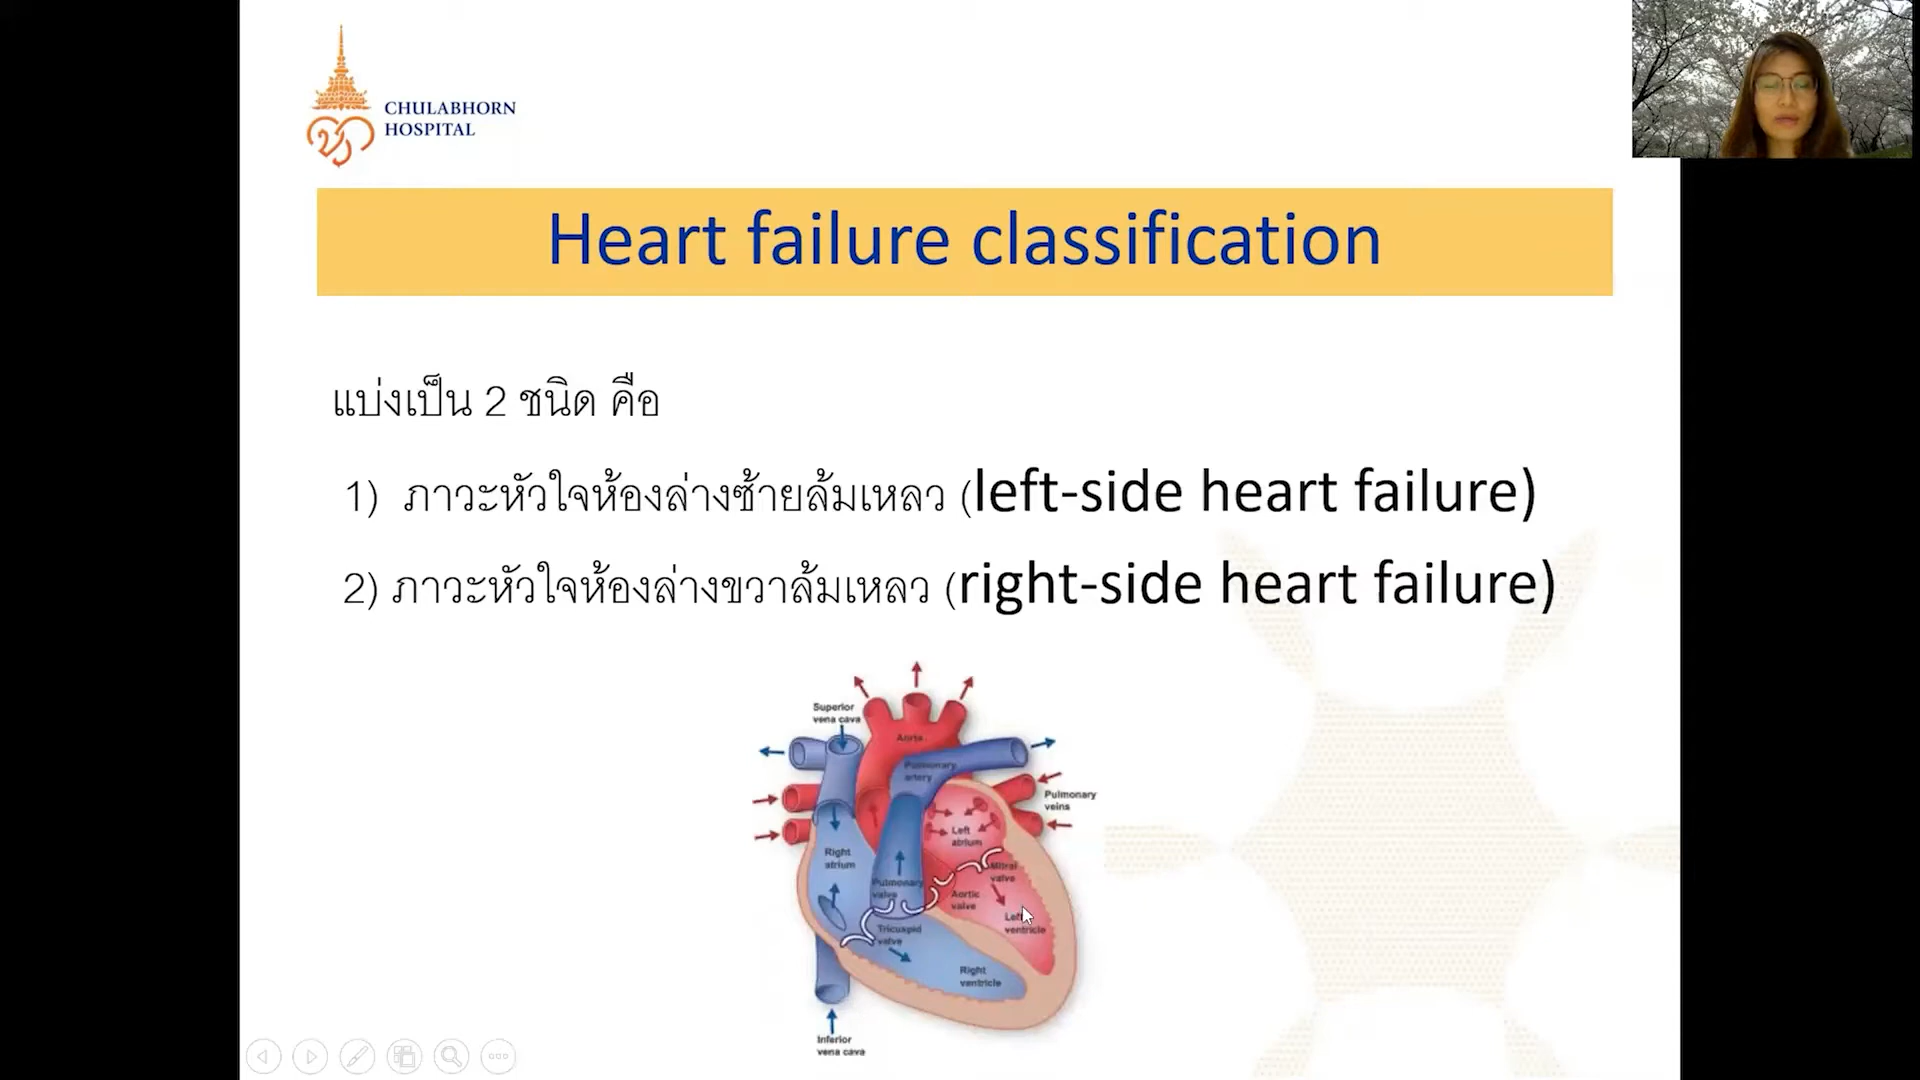 CHULABHORN
HOSPITAL
Heart failure classification
แบ่งเป็น 2 ชนิด คือ
1) ภาวะหัวใจห้องล่างซ้ายล้มเหลว (left-side heart failure)
2) ภาวะหัวใจห้องล่างขวาล้มเหลว (right-side heart failure)
Superior
vena cava
Aorta
Pulmonary
artery
Pulmonary
veins
Left
atrium
Right
atrium
Mitral
valve
Pulmonary
valve
Aortic
valve
Left
ventricle
Tricuspid
valve
Right
ventricle
Inferior
vena cava